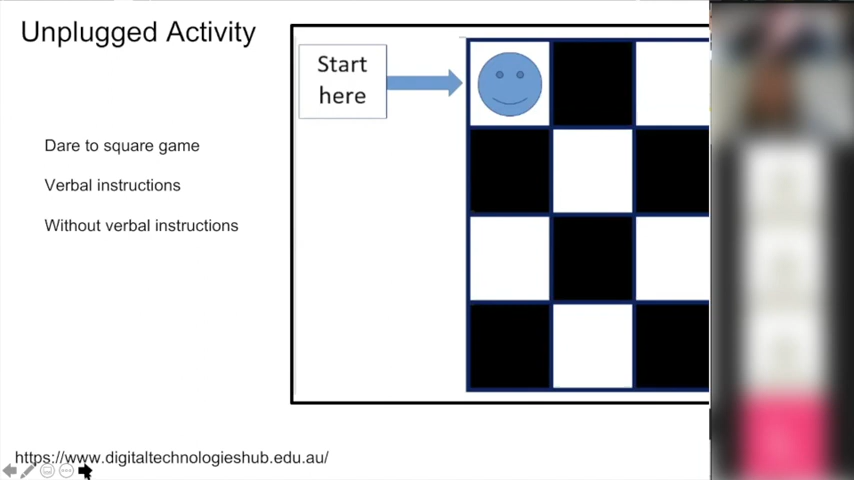 Unplugged Activity
Start
here
Dare to square game
Verbal instructions
Without verbal instructions
https://www.digitaltechnologieshub.edu.au/